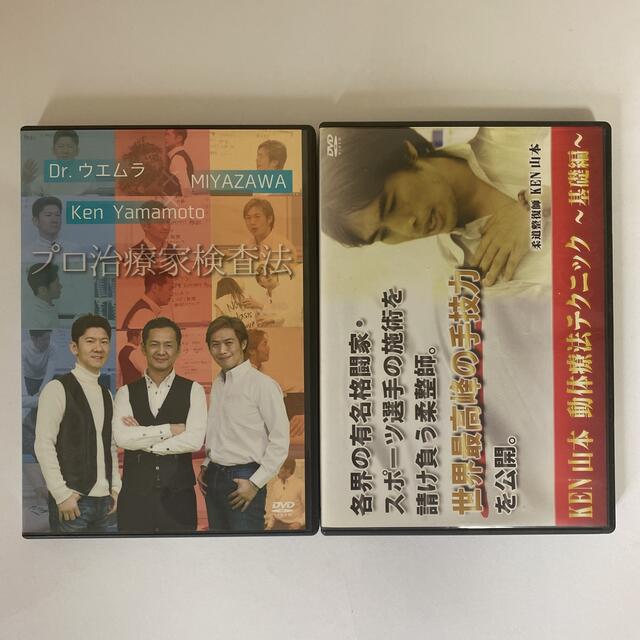 Dr. ウエムラ
MIYAZAWA
Ken Yamamoto
プロ治療家検査法
DVD
DVD
柔道整復師 KEN 山本
各界の有名格闘家・
スポーツ選手の施術を
請け負う柔整師。
世界最高峰の手技力
を公開。
KEN 山本 動体療法テクニック ～基礎編～